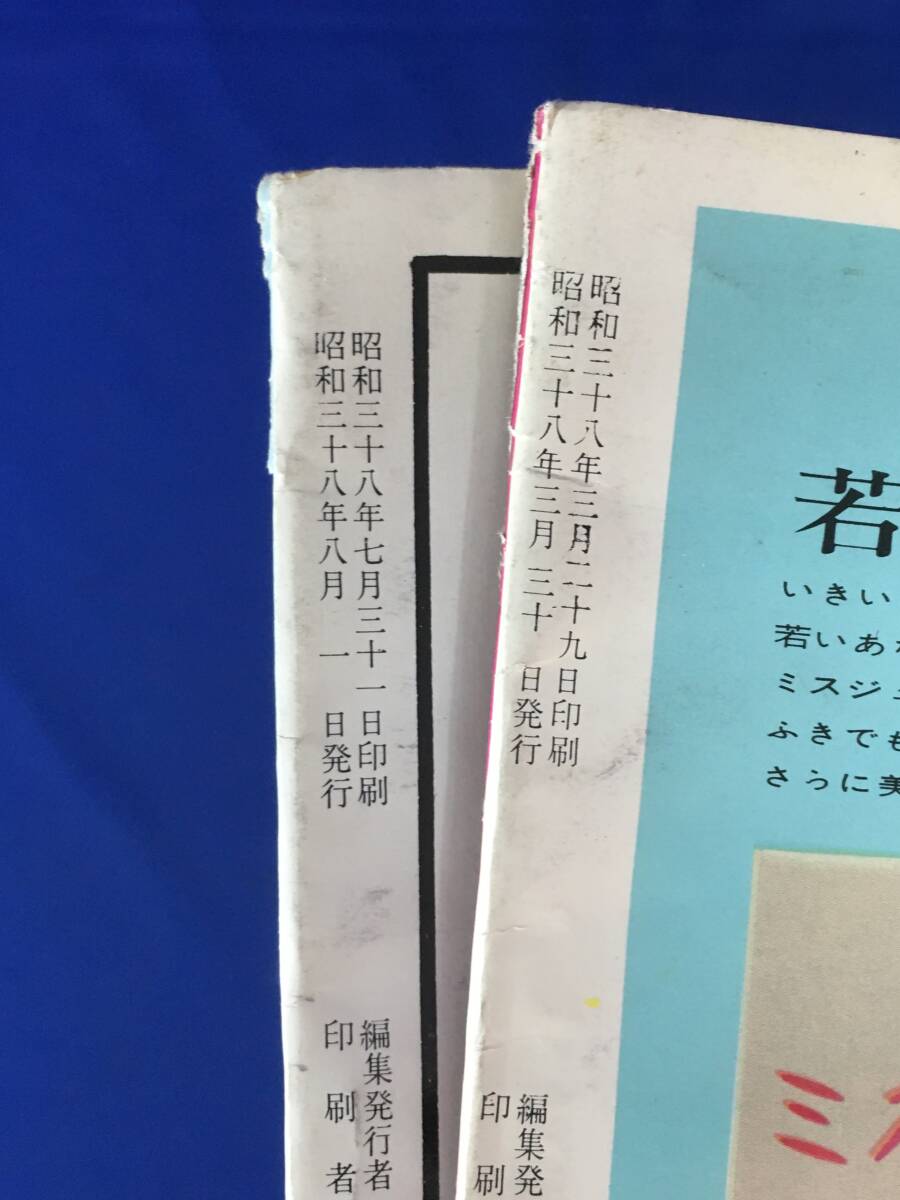 昭和三十八年三月二十九日印刷
昭和三十八年三月三十日発行
編集発
印刷
若
いきい
若いあ
ミスジュ
ふきでも
さらに美
ミス
昭和三十八年七月三十一日印刷
昭和三十八年八月一日発行
編集発行者
印刷者